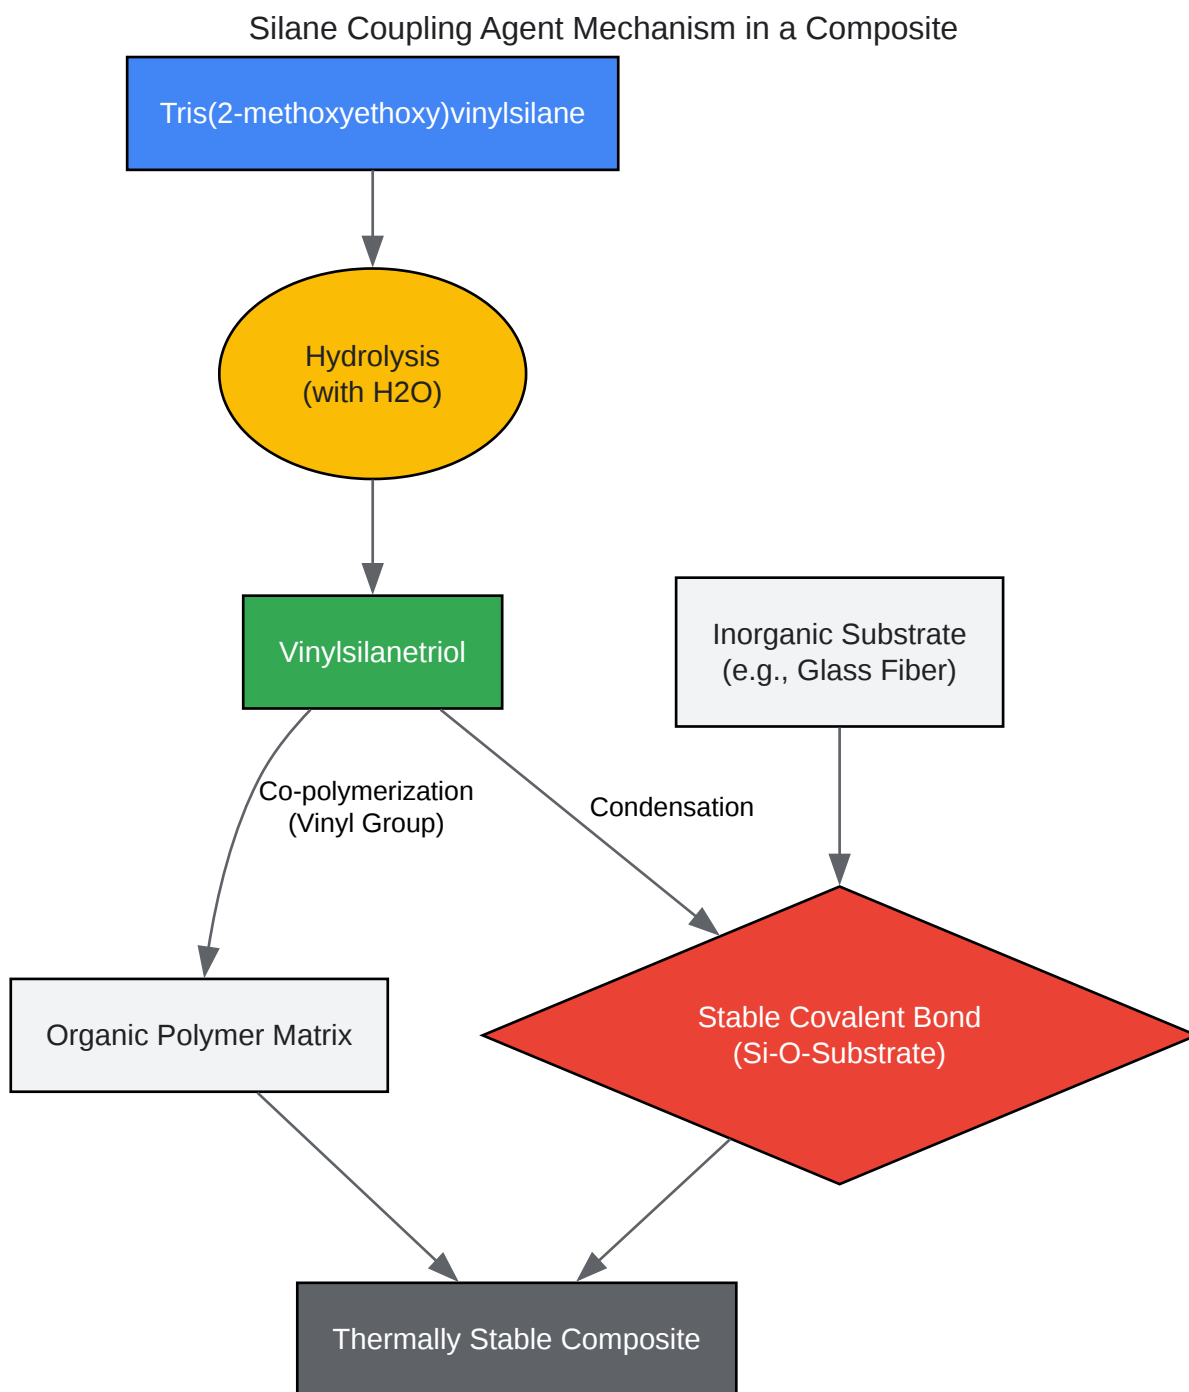 Silane Coupling Agent Mechanism in a Composite
Tris(2-methoxyethoxy)vinylsilane
Hydrolysis
(with H2O)
Vinylsilanetriol
Inorganic Substrate
(e.g., Glass Fiber)
Co-polymerization
(Vinyl Group)
Condensation
Organic Polymer Matrix
Stable Covalent Bond
(Si-O-Substrate)
Thermally Stable Composite